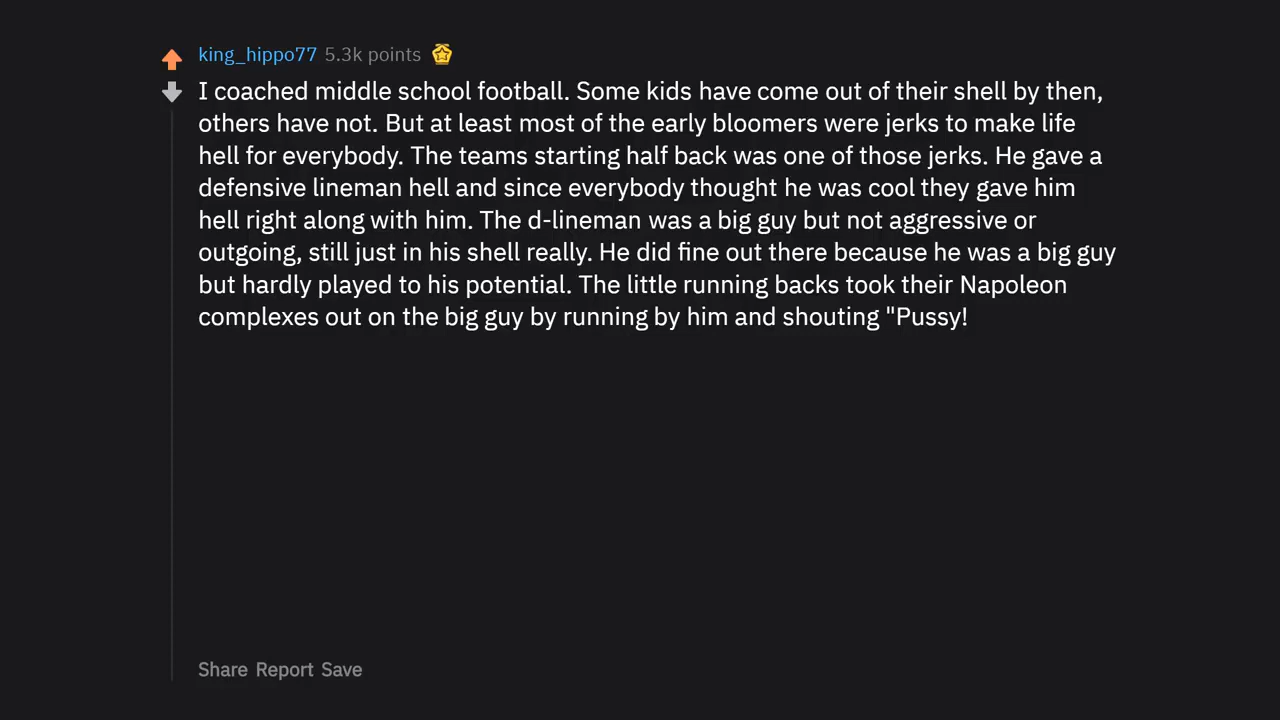 king_hippo77 5.3k points
I coached middle school football. Some kids have come out of their shell by then,
others have not. But at least most of the early bloomers were jerks to make life
hell for everybody. The teams starting half back was one of those jerks. He gave a
defensive lineman hell and since everybody thought he was cool they gave him
hell right along with him. The d-lineman was a big guy but not aggressive or
outgoing, still just in his shell really. He did fine out there because he was a big guy
but hardly played to his potential. The little running backs took their Napoleon
complexes out on the big guy by running by him and shouting "Pussy!
Share Report Save